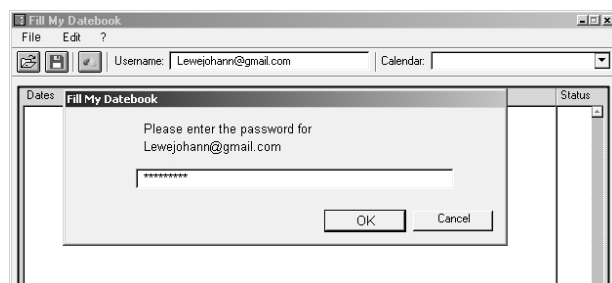 Fill My Datebook
File Edit ?
Username: Lewejohann@gmail.com Calendar:
Dates Status
Fill My Datebook
Please enter the password for
Lewejohann@gmail.com
*********
OK Cancel